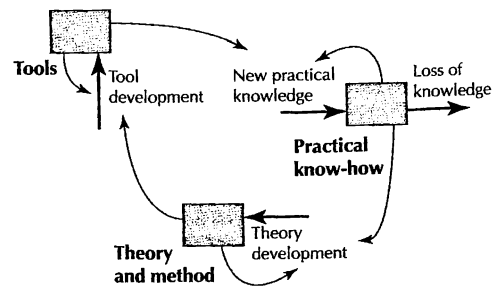 Tools
Tool
development
New practical
knowledge
Loss of
knowledge
Practical
know-how
Theory
development
Theory
and method